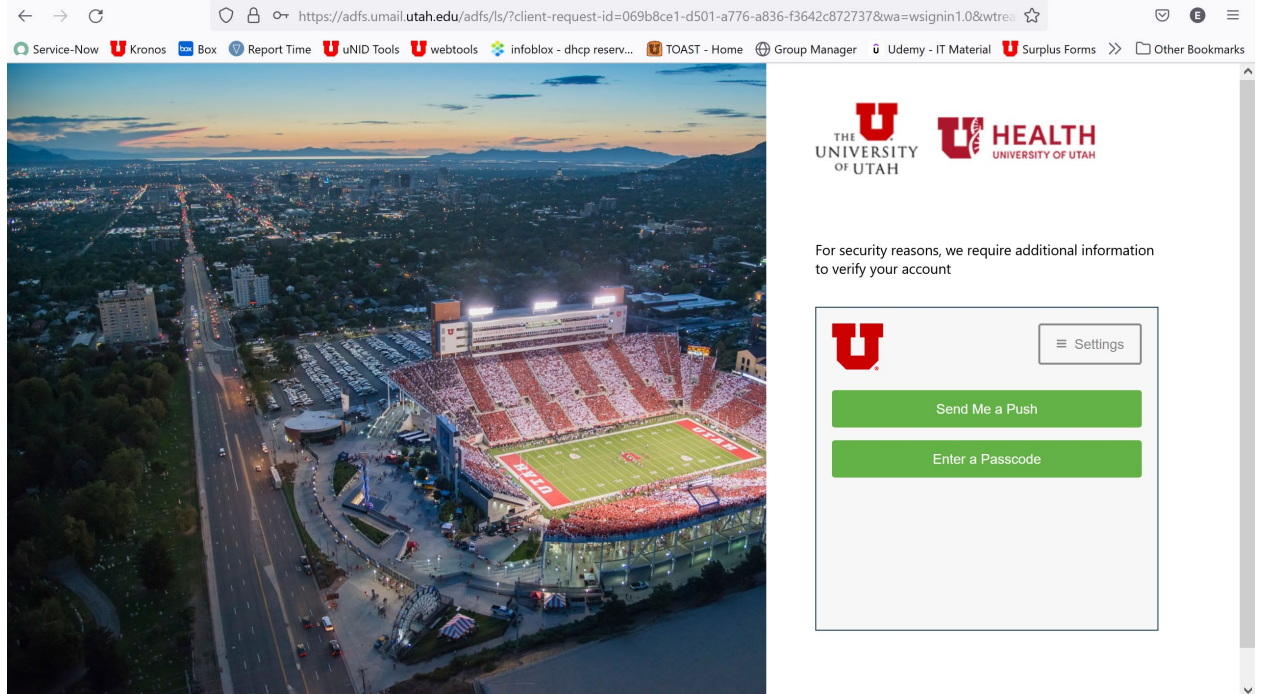 https://adfs.umail.utah.edu/adfs/ls/?client-request-id=069b8ce1-d501-a776-a836-f3642c872737&wa=wsignin1.0&wtrea
E
Service-Now U Kronos box Box Report Time U uNID Tools U webtools infoblox - dhcp reserv... TOAST - Home Group Manager û Udemy - IT Material U Surplus Forms Other Bookmarks
THE U
UNIVERSITY
OF UTAH
U HEALTH
UNIVERSITY OF UTAH
For security reasons, we require additional information
to verify your account
U
Settings
Send Me a Push
Enter a Passcode
UTAH
UTAH